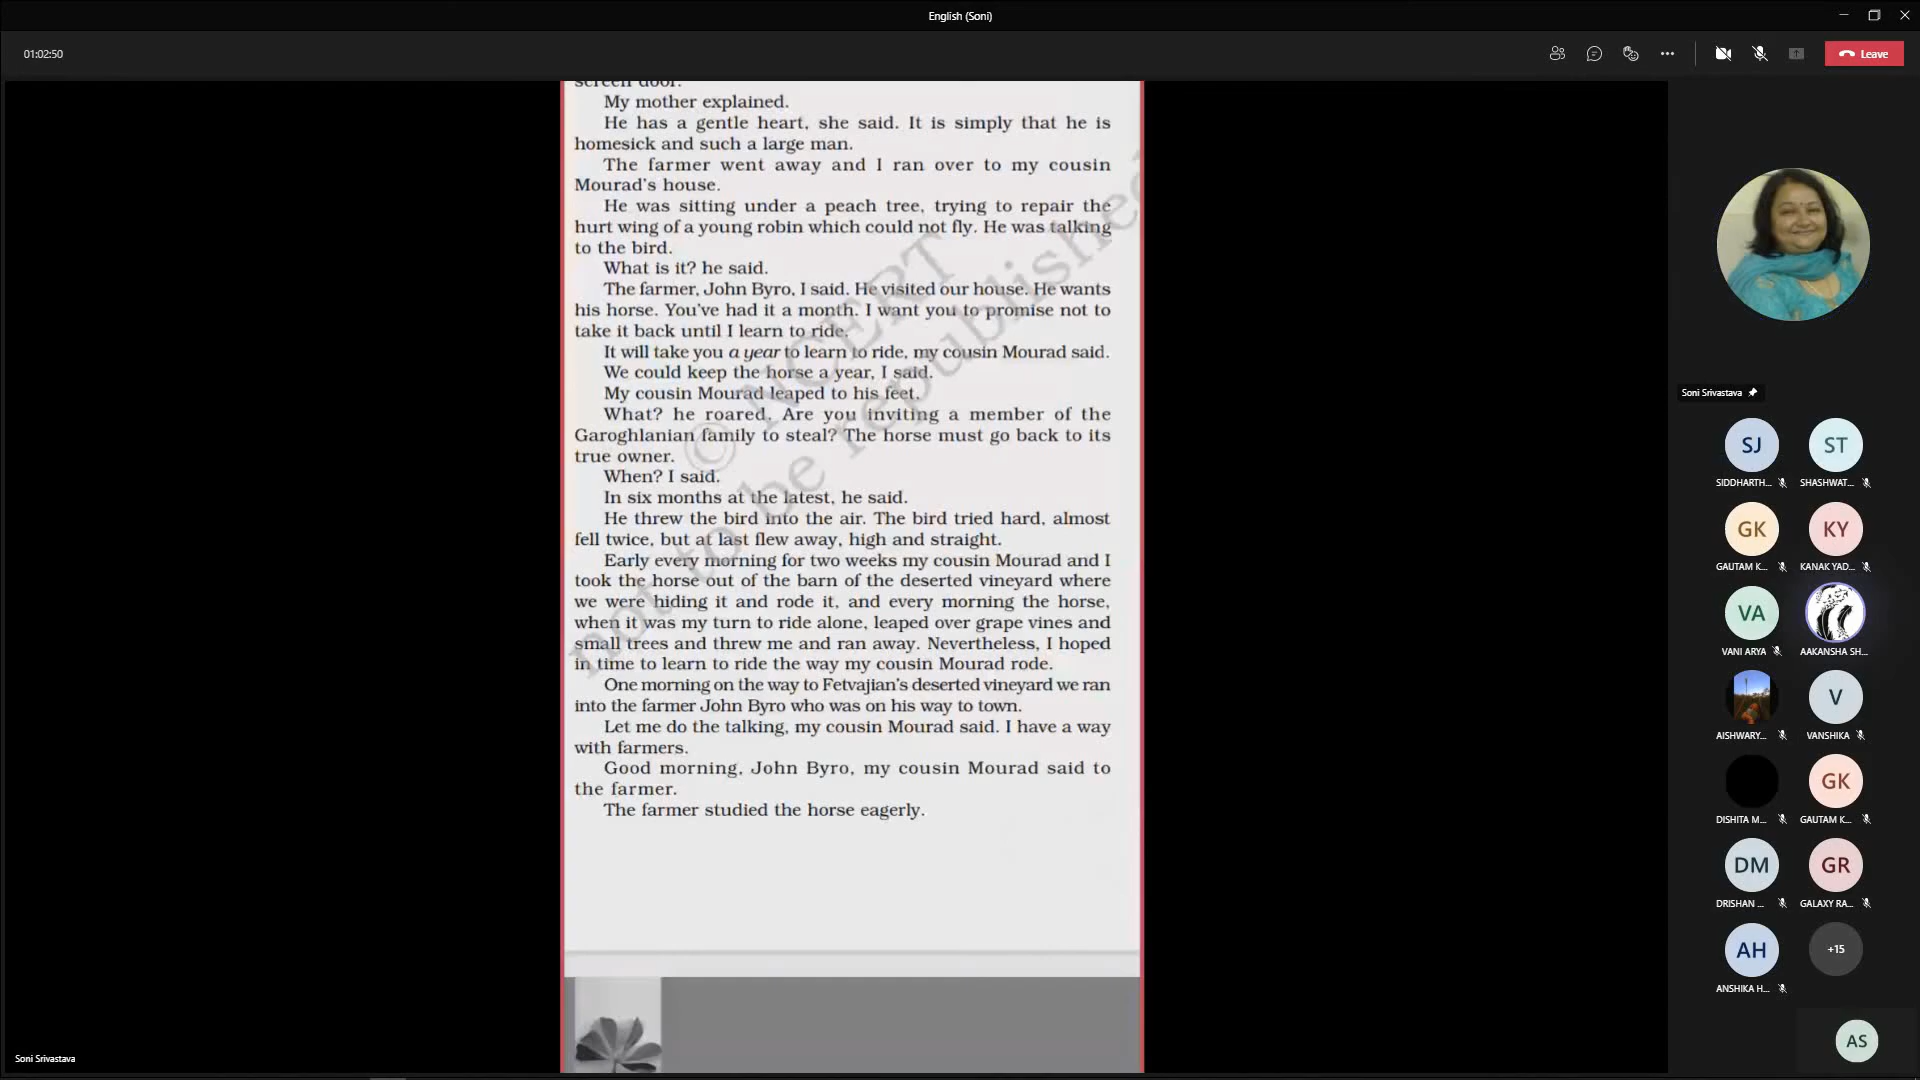 English (Soni)
01:02:50
Leave
screen door.
My mother explained.
He has a gentle heart, she said. It is simply that he is
homesick and such a large man.
The farmer went away and I ran over to my cousin
Mourad's house.
He was sitting under a peach tree, trying to repair the
hurt wing of a young robin which could not fly. He was talking
to the bird.
What is it? he said.
The farmer, John Byro, I said. He visited our house. He wants
his horse. You've had it a month. I want you to promise not to
take it back until I learn to ride.
It will take you a year to learn to ride, my cousin Mourad said.
We could keep the horse a year, I said.
My cousin Mourad leaped to his feet.
What? he roared. Are you inviting a member of the
Garoghlanian family to steal? The horse must go back to its
true owner.
When? I said.
In six months at the latest, he said.
He threw the bird into the air. The bird tried hard, almost
fell twice, but at last flew away, high and straight.
Early every morning for two weeks my cousin Mourad and I
took the horse out of the barn of the deserted vineyard where
we were hiding it and rode it, and every morning the horse,
when it was my turn to ride alone, leaped over grape vines and
small trees and threw me and ran away. Nevertheless, I hoped
in time to learn to ride the way my cousin Mourad rode.
One morning on the way to Fetvajian's deserted vineyard we ran
into the farmer John Byro who was on his way to town.
Let me do the talking, my cousin Mourad said. I have a way
with farmers.
Good morning, John Byro, my cousin Mourad said to
the farmer.
The farmer studied the horse eagerly.
© NCERT
not to be republished
Soni Srivastava
SJ ST
SIDDHARTH... SHASHWAT...
GK KY
GAUTAM K... KANAK YAD...
VA
VANI ARYA AAKANSHA SH...
V
AISHWARY... VANSHIKA
GK
DISHITA M... GAUTAM K...
DM GR
DRISHAN ... GALAXY RA...
AH +15
ANSHIKA H...
AS
Soni Srivastava